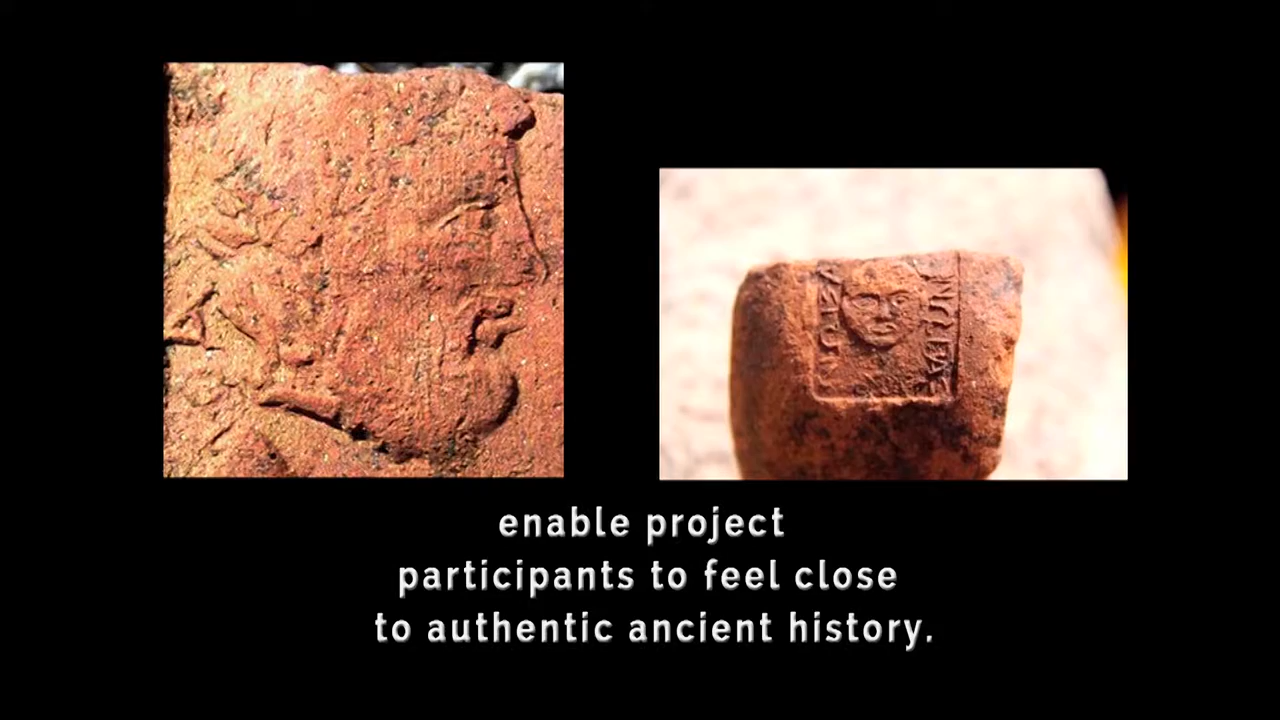 enable project
participants to feel close
to authentic ancient history.